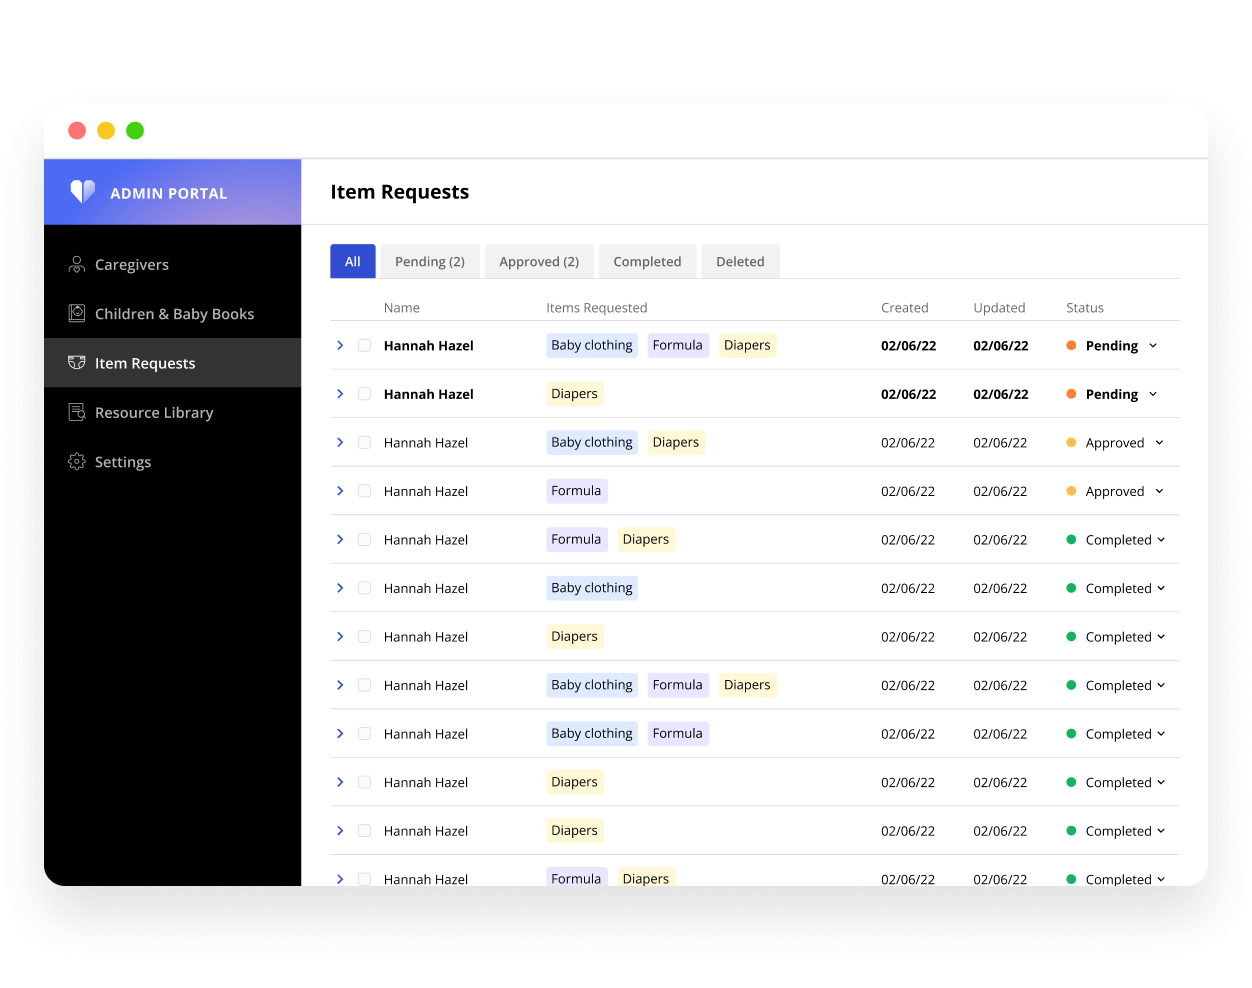 ADMIN PORTAL
Item Requests
Caregivers
Children & Baby Books
Item Requests
Resource Library
Settings
All Pending (2) Approved (2) Completed Deleted
Name Items Requested Created Updated Status
Hannah Hazel Baby clothing Formula Diapers 02/06/22 02/06/22 Pending
Hannah Hazel Diapers 02/06/22 02/06/22 Pending
Hannah Hazel Baby clothing Diapers 02/06/22 02/06/22 Approved
Hannah Hazel Formula 02/06/22 02/06/22 Approved
Hannah Hazel Formula Diapers 02/06/22 02/06/22 Completed
Hannah Hazel Baby clothing 02/06/22 02/06/22 Completed
Hannah Hazel Diapers 02/06/22 02/06/22 Completed
Hannah Hazel Baby clothing Formula Diapers 02/06/22 02/06/22 Completed
Hannah Hazel Baby clothing Formula 02/06/22 02/06/22 Completed
Hannah Hazel Diapers 02/06/22 02/06/22 Completed
Hannah Hazel Diapers 02/06/22 02/06/22 Completed
Hannah Hazel Formula Diapers 02/06/22 02/06/22 Completed